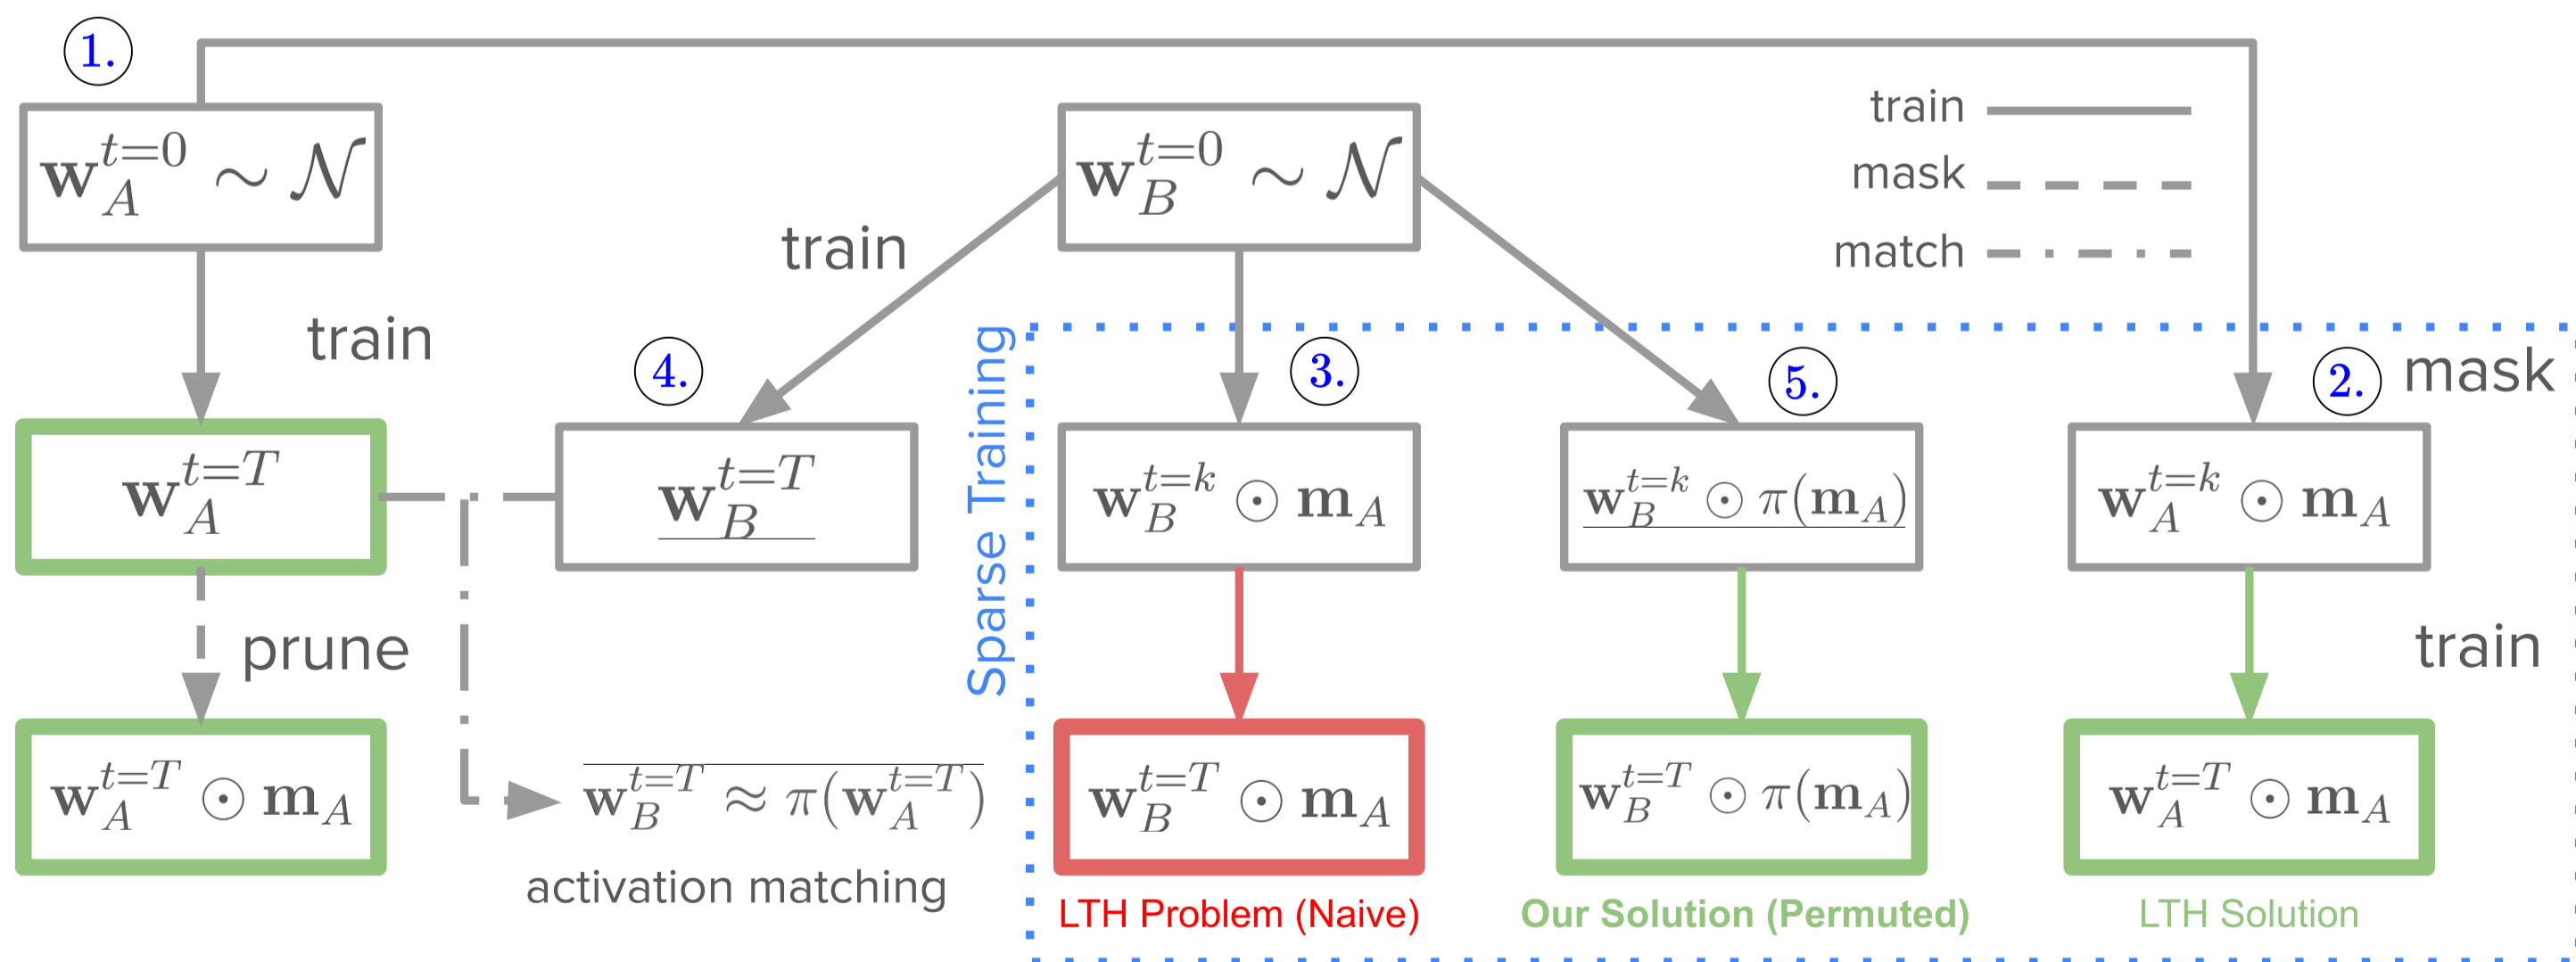 1.
w_A^{t=0} ∼ 𝒩
w_B^{t=0} ∼ 𝒩
train
mask
match
train
train
Sparse Training
4.
3.
5.
2.
mask
w_A^{t=T}
w_B^{t=T}
w_B^{t=k} ⊙ m_A
w_B^{t=k} ⊙ π(m_A)
w_A^{t=k} ⊙ m_A
prune
train
w_A^{t=T} ⊙ m_A
w_B^{t=T} ≈ π(w_A^{t=T})
activation matching
w_B^{t=T} ⊙ m_A
w_B^{t=T} ⊙ π(m_A)
w_A^{t=T} ⊙ m_A
LTH Problem (Naive)
Our Solution (Permuted)
LTH Solution